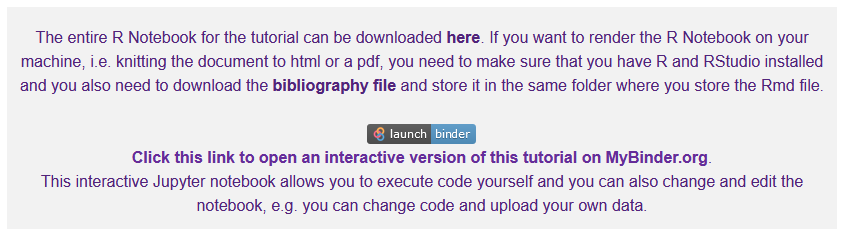 The entire R Notebook for the tutorial can be downloaded here. If you want to render the R Notebook on your
machine, i.e. knitting the document to html or a pdf, you need to make sure that you have R and RStudio installed
and you also need to download the bibliography file and store it in the same folder where you store the Rmd file.
launch binder
Click this link to open an interactive version of this tutorial on MyBinder.org.
This interactive Jupyter notebook allows you to execute code yourself and you can also change and edit the
notebook, e.g. you can change code and upload your own data.